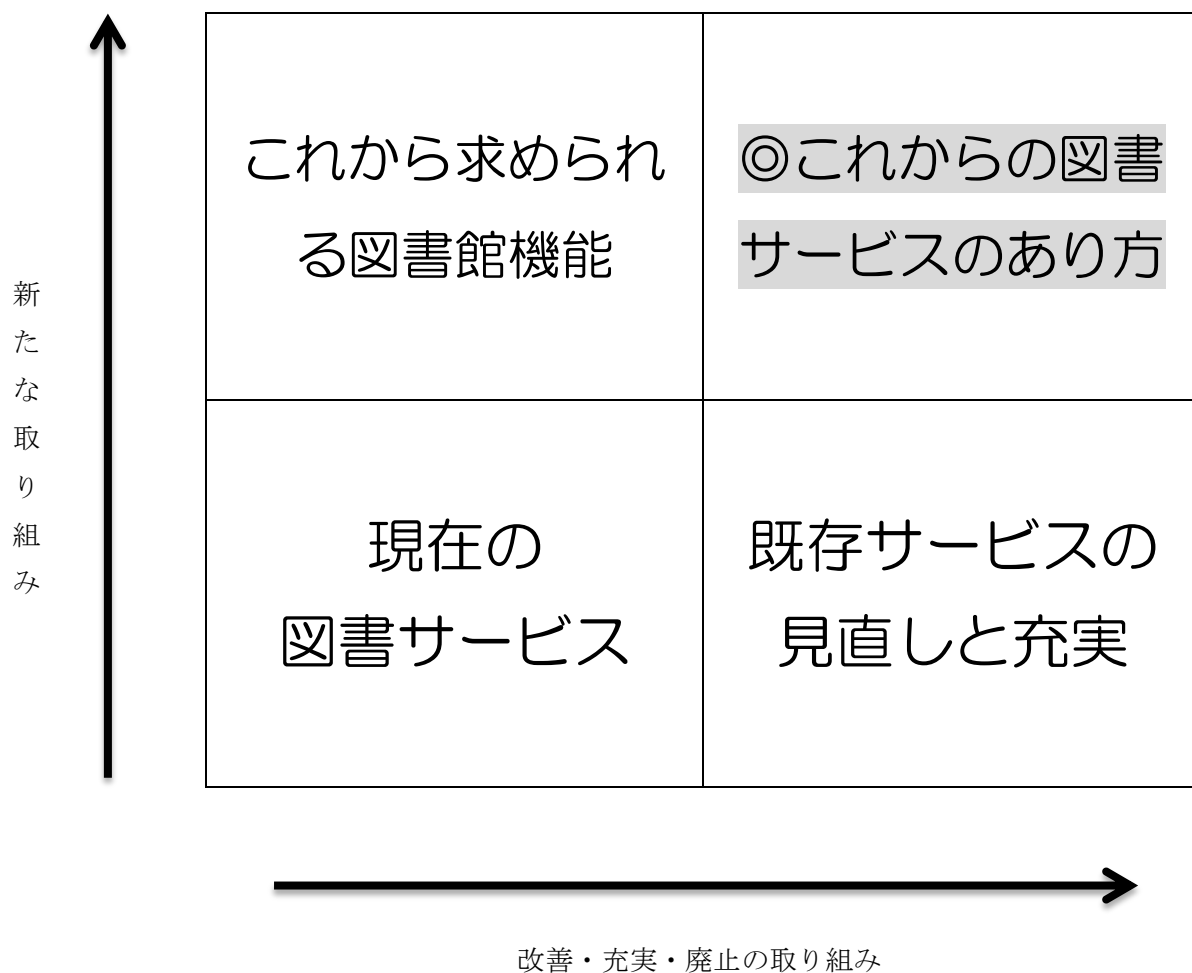 これから求められ
る図書館機能
◎これからの図書
サービスのあり方
新たな取り組み
現在の
図書サービス
既存サービスの
見直しと充実
改善・充実・廃止の取り組み